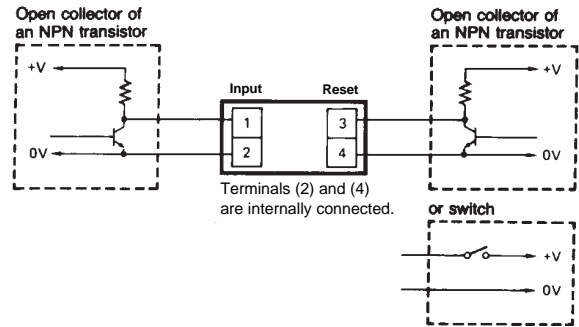 Open collector of
an NPN transistor
+V
0V
Input
Reset
1
2
3
4
Terminals (2) and (4)
are internally connected.
Open collector of
an NPN transistor
+V
0V
or switch
+V
0V